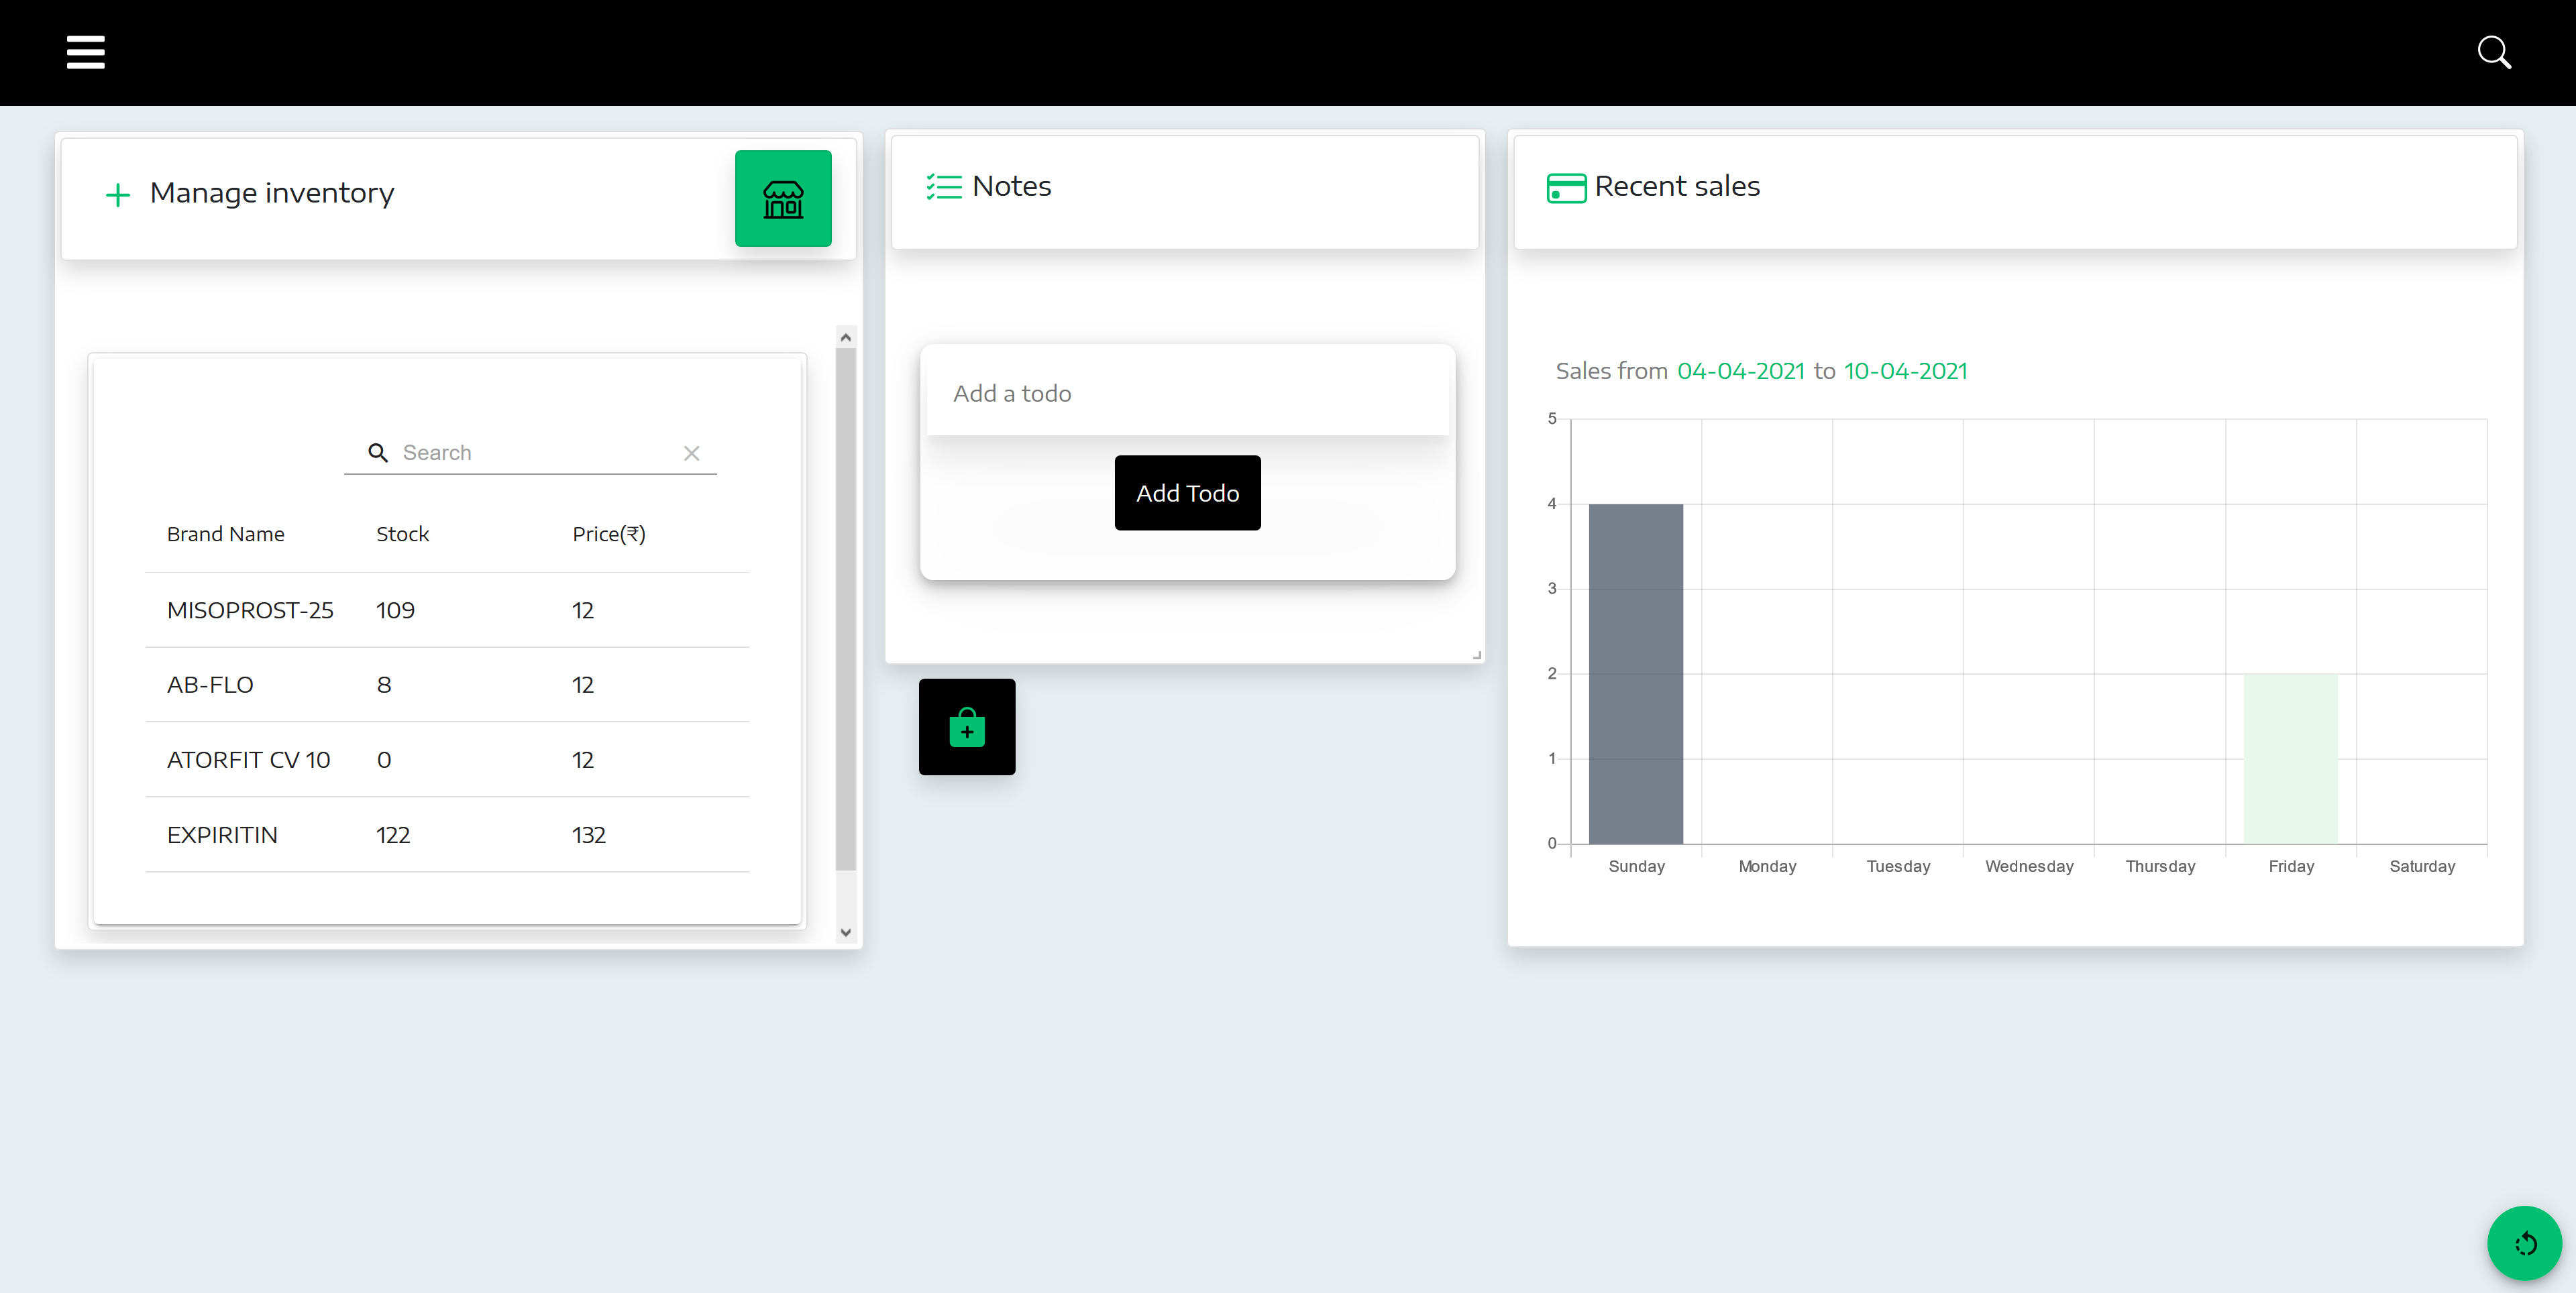 Manage inventory
Search
Brand Name Stock Price(₹)
MISOPROST-25 109 12
AB-FLO 8 12
ATORFIT CV 10 0 12
EXPIRITIN 122 132
Notes
Add a todo
Add Todo
Recent sales
Sales from 04-04-2021 to 10-04-2021
5
4
3
2
1
0
Sunday Monday Tuesday Wednesday Thursday Friday Saturday